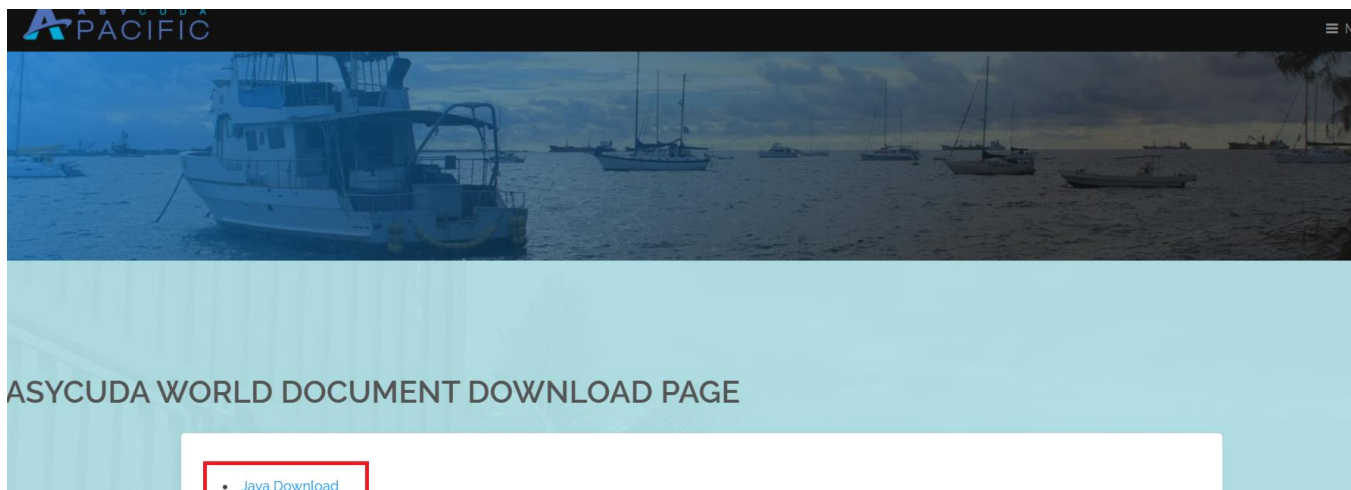 ASYCUDA
PACIFIC
ASYCUDA WORLD DOCUMENT DOWNLOAD PAGE
Java Download